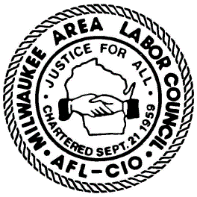 MILWAUKEE AREA LABOR COUNCIL
• AFL-CIO •
JUSTICE FOR ALL
• CHARTERED SEPT. 21 1959 •